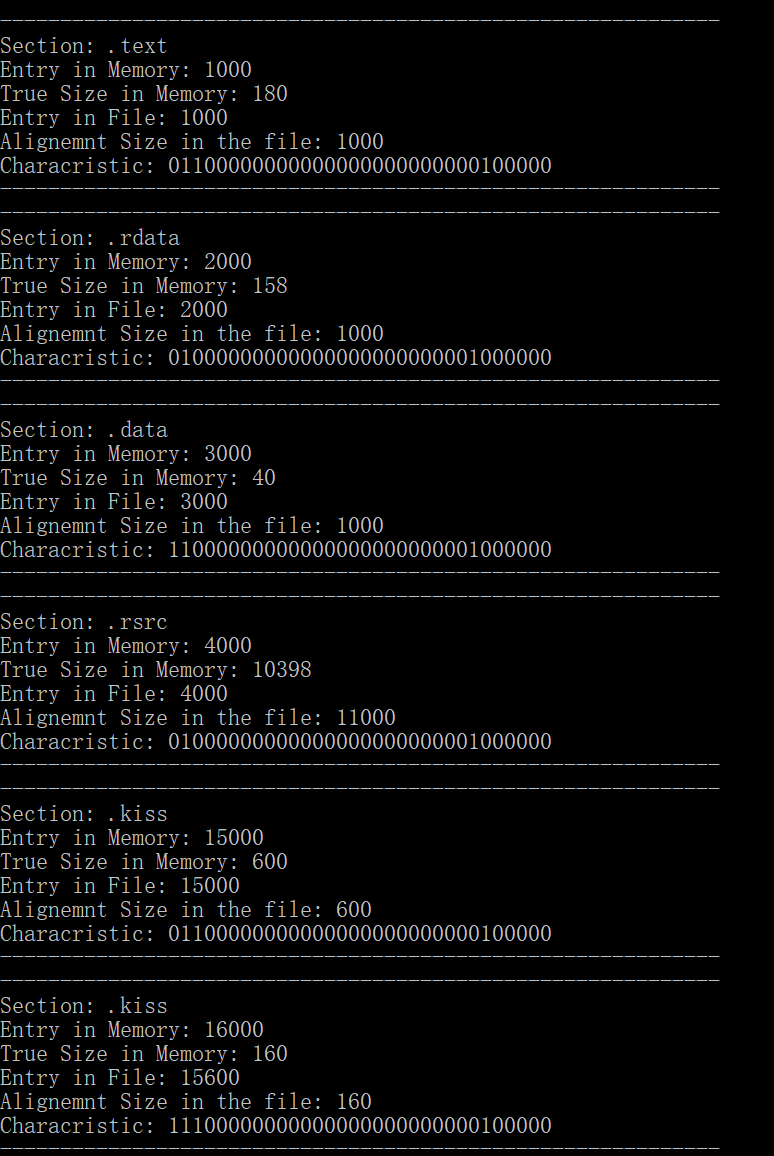 ------------------------------------------------------------
Section: .text
Entry in Memory: 1000
True Size in Memory: 180
Entry in File: 1000
Alignemnt Size in the file: 1000
Characristic: 01100000000000000000000000100000
------------------------------------------------------------
------------------------------------------------------------
Section: .rdata
Entry in Memory: 2000
True Size in Memory: 158
Entry in File: 2000
Alignemnt Size in the file: 1000
Characristic: 01000000000000000000000001000000
------------------------------------------------------------
------------------------------------------------------------
Section: .data
Entry in Memory: 3000
True Size in Memory: 40
Entry in File: 3000
Alignemnt Size in the file: 1000
Characristic: 11000000000000000000000001000000
------------------------------------------------------------
------------------------------------------------------------
Section: .rsrc
Entry in Memory: 4000
True Size in Memory: 10398
Entry in File: 4000
Alignemnt Size in the file: 11000
Characristic: 01000000000000000000000001000000
------------------------------------------------------------
------------------------------------------------------------
Section: .kiss
Entry in Memory: 15000
True Size in Memory: 600
Entry in File: 15000
Alignemnt Size in the file: 600
Characristic: 01100000000000000000000000100000
------------------------------------------------------------
------------------------------------------------------------
Section: .kiss
Entry in Memory: 16000
True Size in Memory: 160
Entry in File: 15600
Alignemnt Size in the file: 160
Characristic: 11100000000000000000000000100000
------------------------------------------------------------